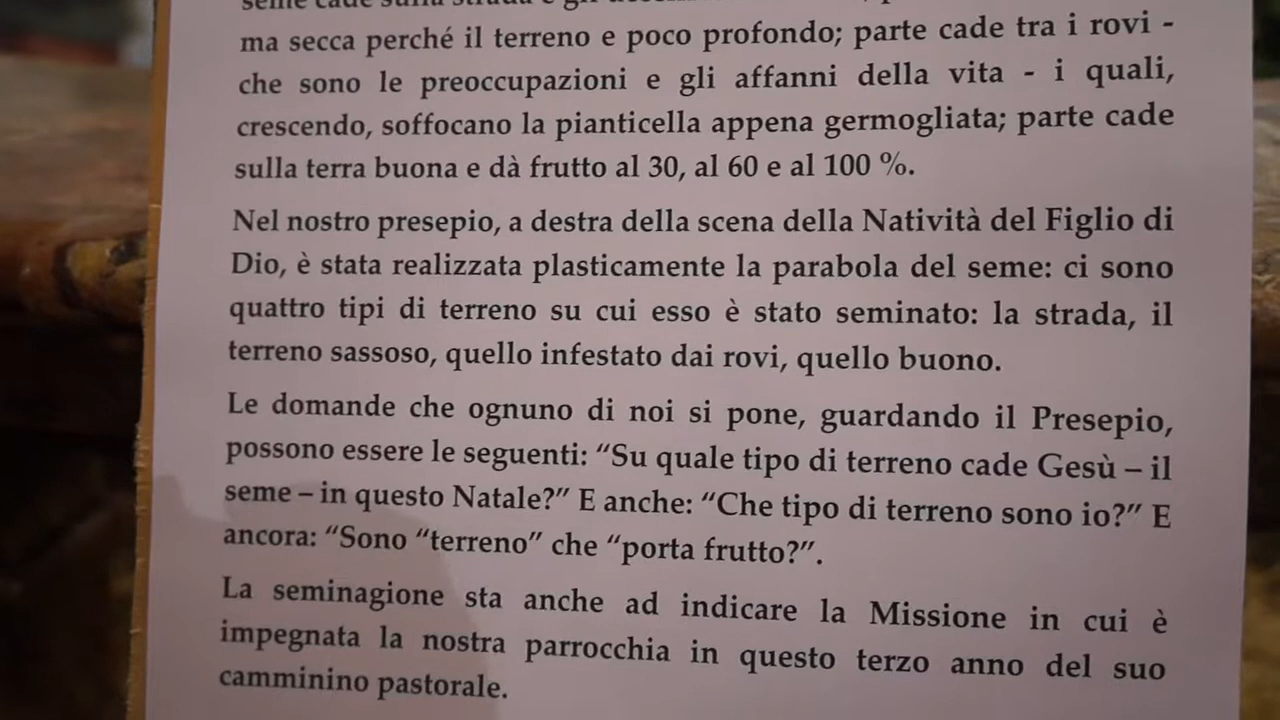 seme cade sulla strada e gli
ma secca perché il terreno e poco profondo; parte cade tra i rovi -
che sono le preoccupazioni e gli affanni della vita - i quali,
crescendo, soffocano la pianticella appena germogliata; parte cade
sulla terra buona e dà frutto al 30, al 60 e al 100 %.
Nel nostro presepio, a destra della scena della Natività del Figlio di
Dio, è stata realizzata plasticamente la parabola del seme: ci sono
quattro tipi di terreno su cui esso è stato seminato: la strada, il
terreno sassoso, quello infestato dai rovi, quello buono.
Le domande che ognuno di noi si pone, guardando il Presepio,
possono essere le seguenti: “Su quale tipo di terreno cade Gesù – il
seme – in questo Natale?” E anche: “Che tipo di terreno sono io?” E
ancora: “Sono “terreno” che “porta frutto?”.
La seminagione sta anche ad indicare la Missione in cui è
impegnata la nostra parrocchia in questo terzo anno del suo
camminino pastorale.